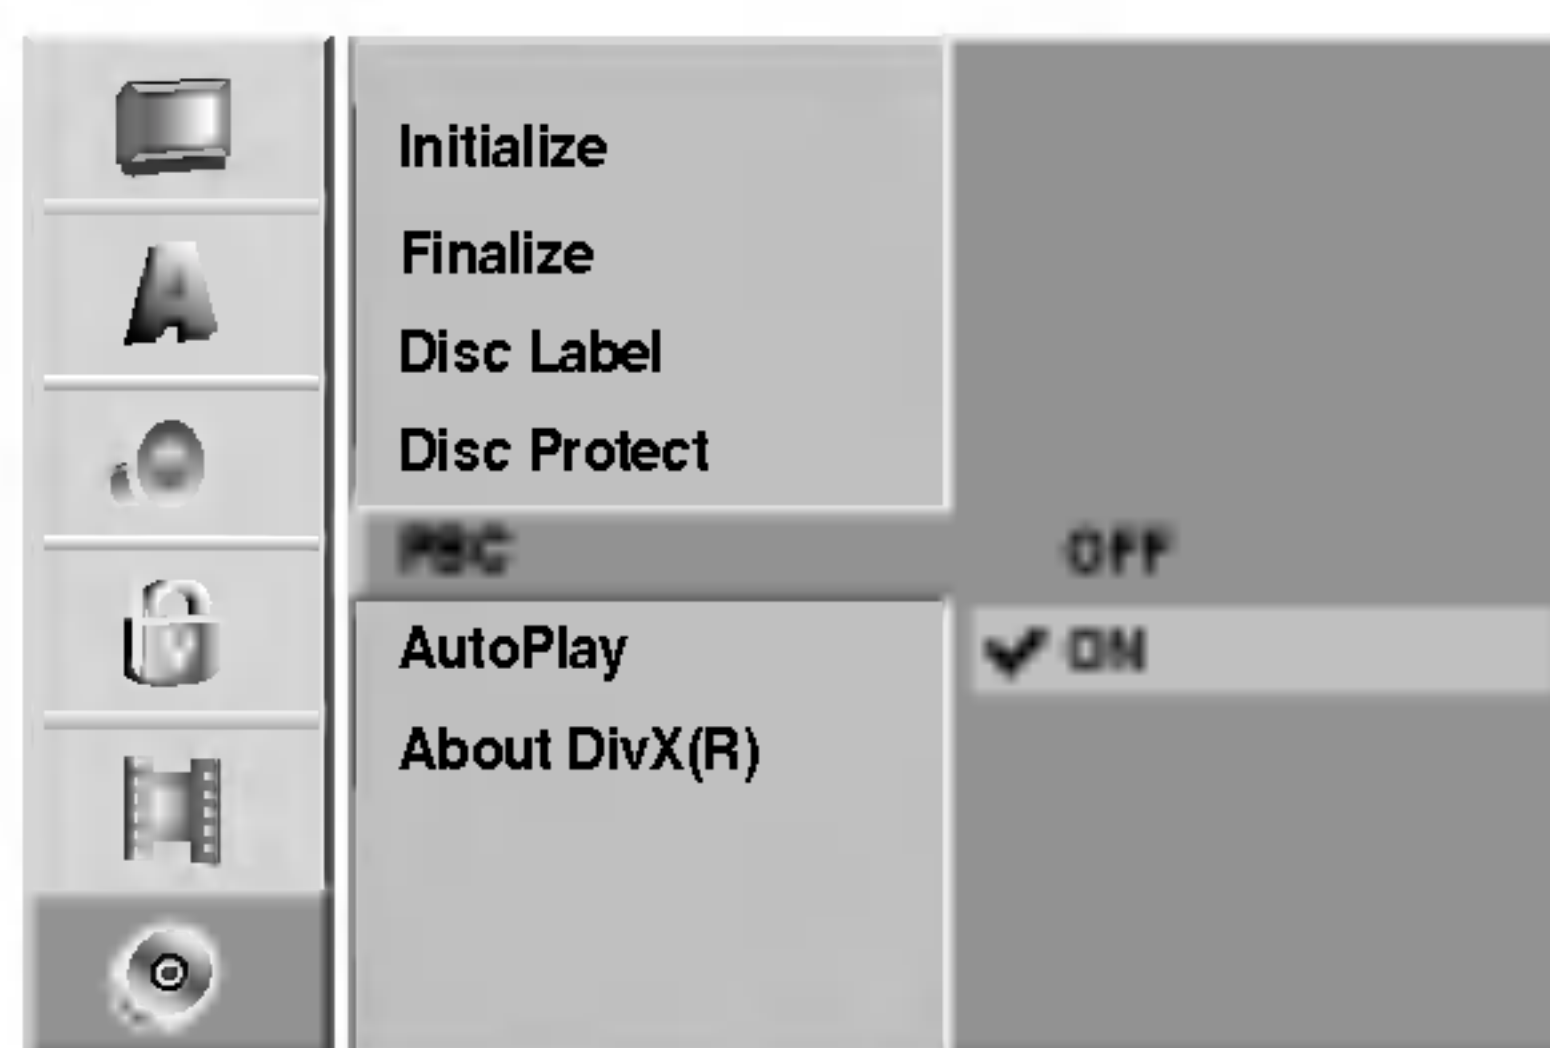 Initialize
Finalize
Disc Label
Disc Protect
PBC OFF
AutoPlay ON
About DivX(R)